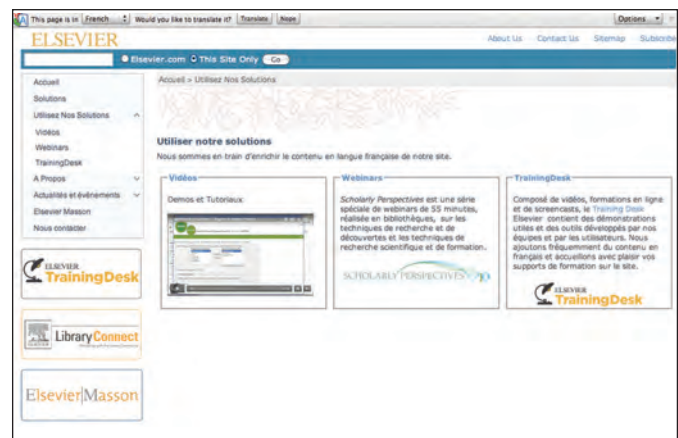 This page is in French Would you like to translate it? Translate Nope Options
ELSEVIER
About Us Contact Us Sitemap Subscribe
Elsevier.com This Site Only Go
Accueil
Solutions
Utilisez Nos Solutions
Vidéos
Webinars
TrainingDesk
A Propos
Actualités et événements
Elsevier Masson
Nous contacter
ELSEVIER
TrainingDesk
LibraryConnect
Elsevier Masson
Accueil » Utilisez Nos Solutions
Utiliser notre solutions
Nous sommes en train d'enrichir le contenu en langue française de notre site.
Vidéos
Demos et Tutoriaux
Webinars
Scholarly Perspectives est une série
spéciale de webinars de 55 minutes,
réalisée en bibliothèques, sur les
techniques de recherche et de
découvertes et les techniques de
recherche scientifique et de formation.
SCHOLARLY PERSPECTIVES
TrainingDesk
Composé de vidéos, formations en ligne
et de screencasts, le Training Desk
Elsevier contient des démonstrations
utiles et des outils développés par nos
équipes et par les utilisateurs. Nous
ajoutons fréquemment du contenu en
français et accueillons avec plaisir vos
supports de formation sur le site.
ELSEVIER
TrainingDesk